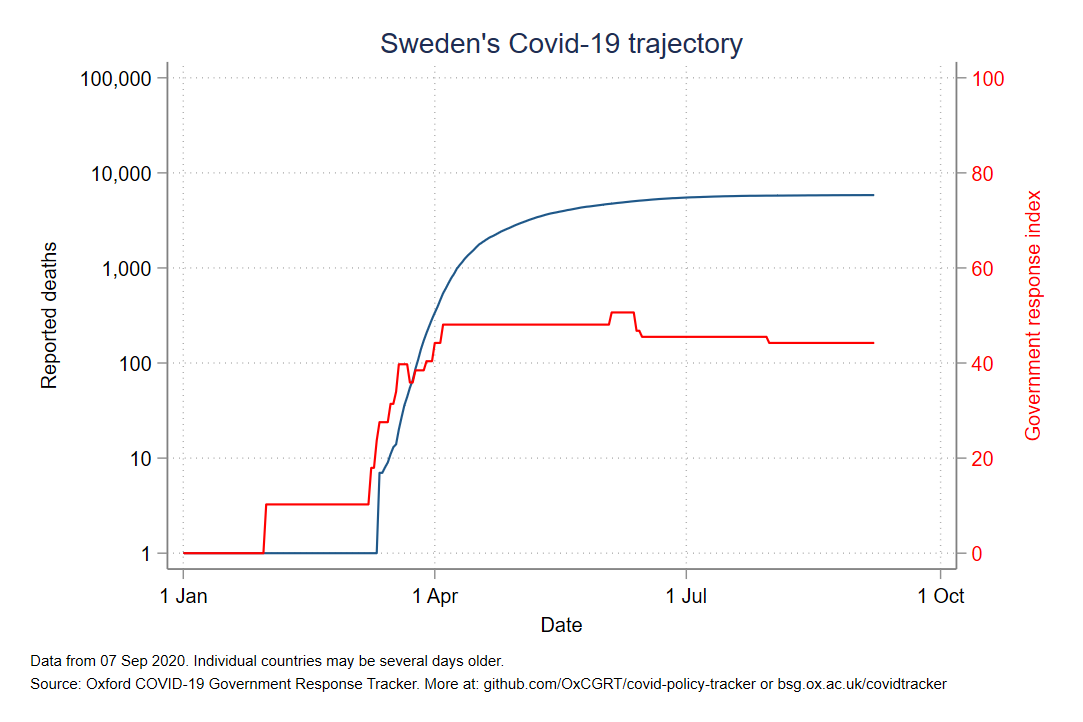 Sweden's Covid-19 trajectory
100,000
10,000
1,000
100
10
1
Reported deaths
100
80
60
40
20
0
Government response index
1 Jan
1 Apr
1 Jul
1 Oct
Date
Data from 07 Sep 2020. Individual countries may be several days older.
Source: Oxford COVID-19 Government Response Tracker. More at: github.com/OxCGRT/covid-policy-tracker or bsg.ox.ac.uk/covidtracker